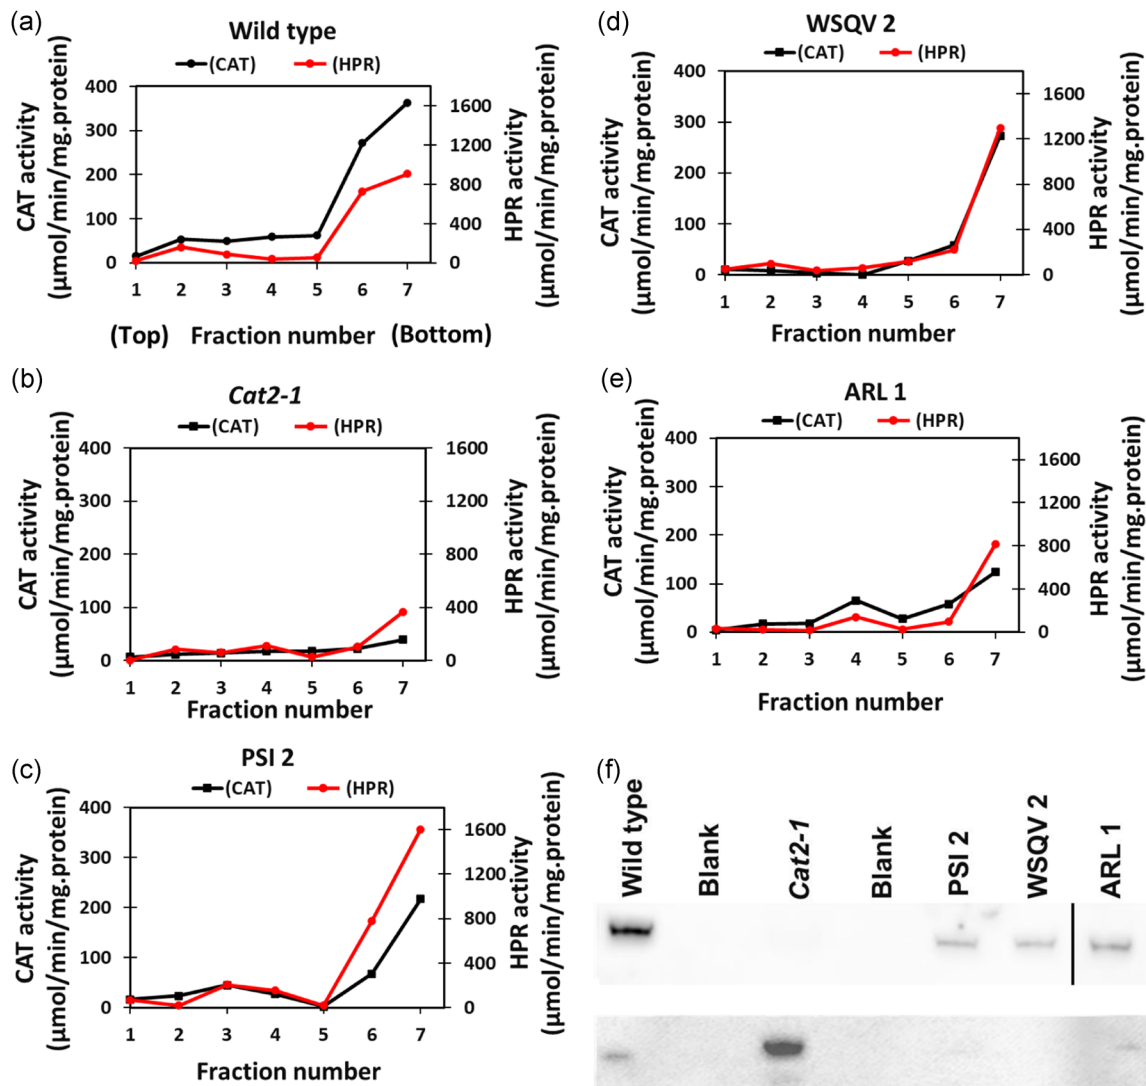 (a)
Wild type
(CAT) (HPR)
CAT activity
(μmol/min/mg.protein)
400
300
200
100
0
HPR activity
(μmol/min/mg.protein)
1600
1200
800
400
0
1 2 3 4 5 6 7
(Top) Fraction number (Bottom)
(b)
Cat2-1
(CAT) (HPR)
CAT activity
(μmol/min/mg.protein)
400
300
200
100
0
HPR activity
(μmol/min/mg.protein)
1600
1200
800
400
0
1 2 3 4 5 6 7
Fraction number
(c)
PSI 2
(CAT) (HPR)
CAT activity
(μmol/min/mg.protein)
400
300
200
100
0
HPR activity
(μmol/min/mg.protein)
1600
1200
800
400
0
1 2 3 4 5 6 7
Fraction number
(d)
WSQV 2
(CAT) (HPR)
CAT activity
(μmol/min/mg.protein)
400
300
200
100
0
HPR activity
(μmol/min/mg.protein)
1600
1200
800
400
0
1 2 3 4 5 6 7
Fraction number
(e)
ARL 1
(CAT) (HPR)
CAT activity
(μmol/min/mg.protein)
400
300
200
100
0
HPR activity
(μmol/min/mg.protein)
1600
1200
800
400
0
1 2 3 4 5 6 7
Fraction number
(f)
Wild type
Blank
Cat2-1
Blank
PSI 2
WSQV 2
ARL 1